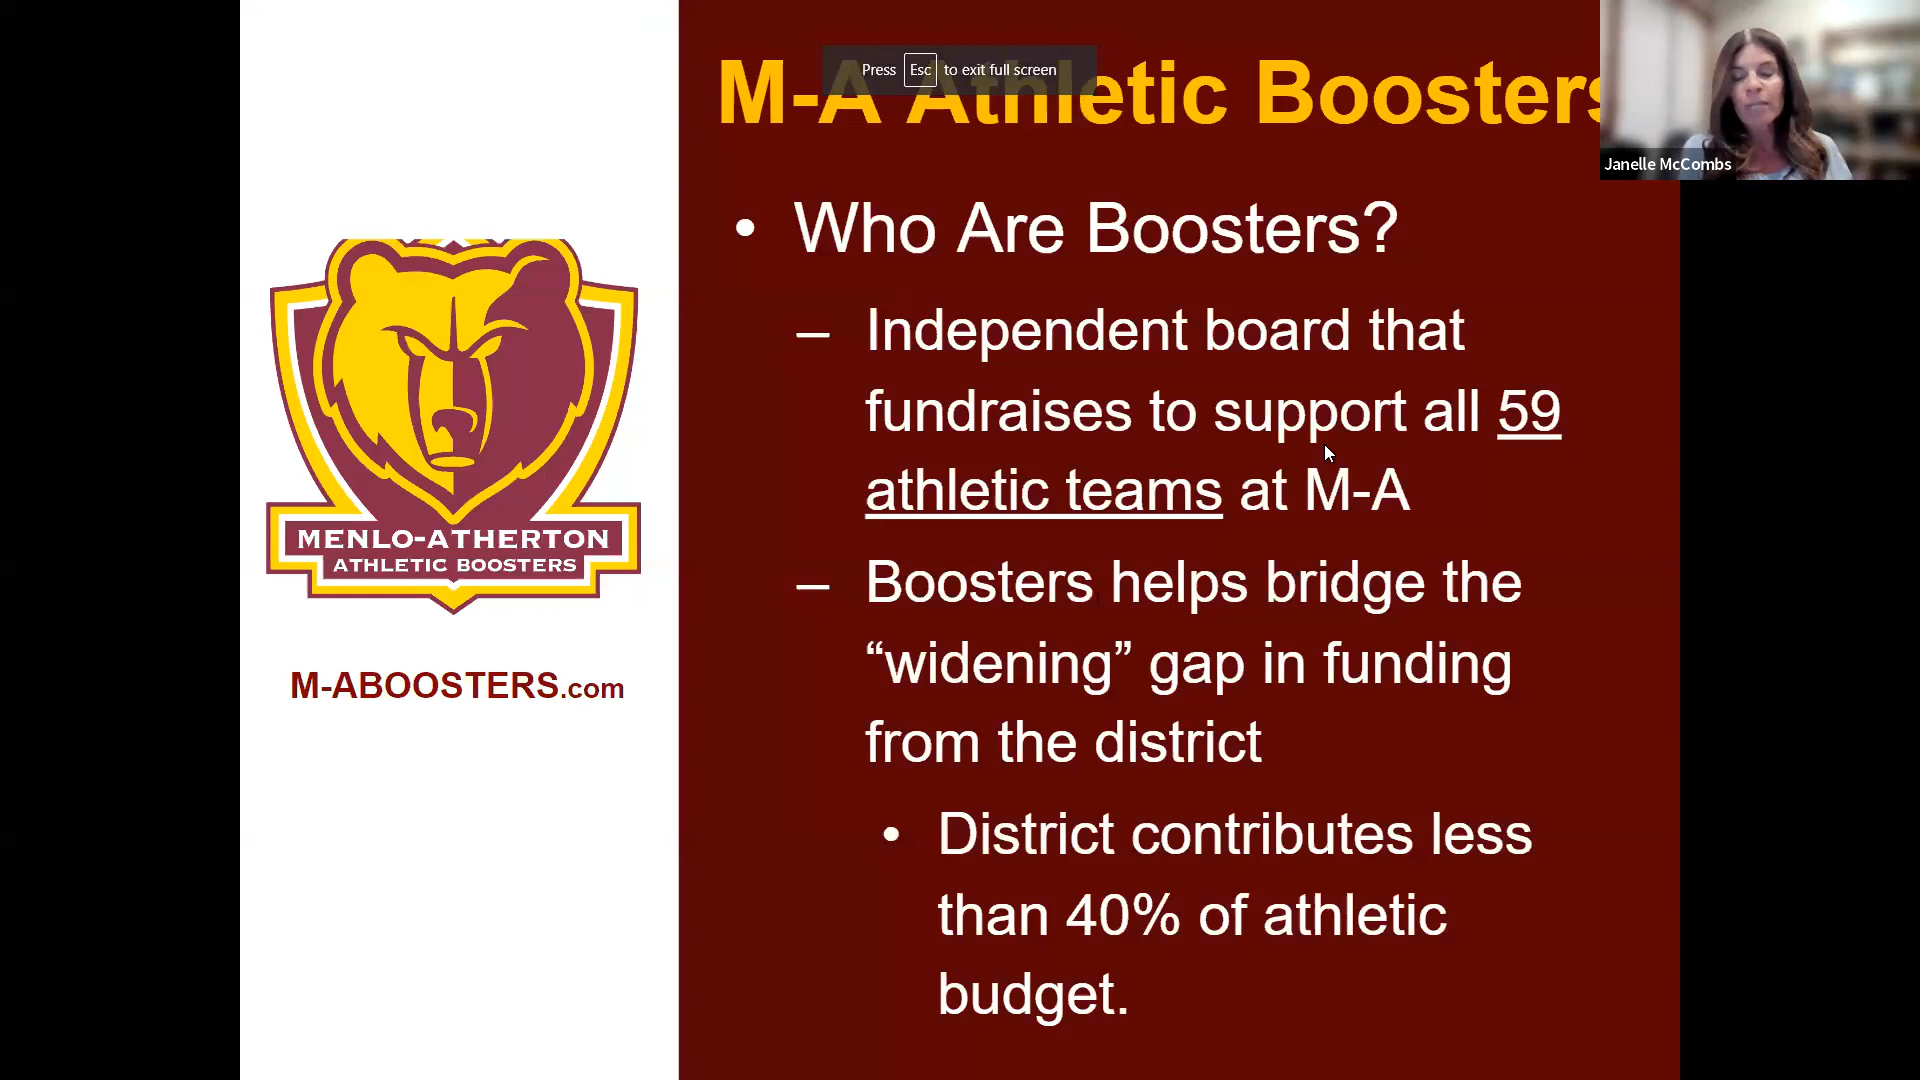 Press Esc to exit full screen
M-A Athletic Boosters
Janelle McCombs
• Who Are Boosters?
– Independent board that
fundraises to support all 59
athletic teams at M-A
– Boosters helps bridge the
“widening” gap in funding
from the district
• District contributes less
than 40% of athletic
budget.
MENLO-ATHERTON
ATHLETIC BOOSTERS
M-ABOOSTERS.com